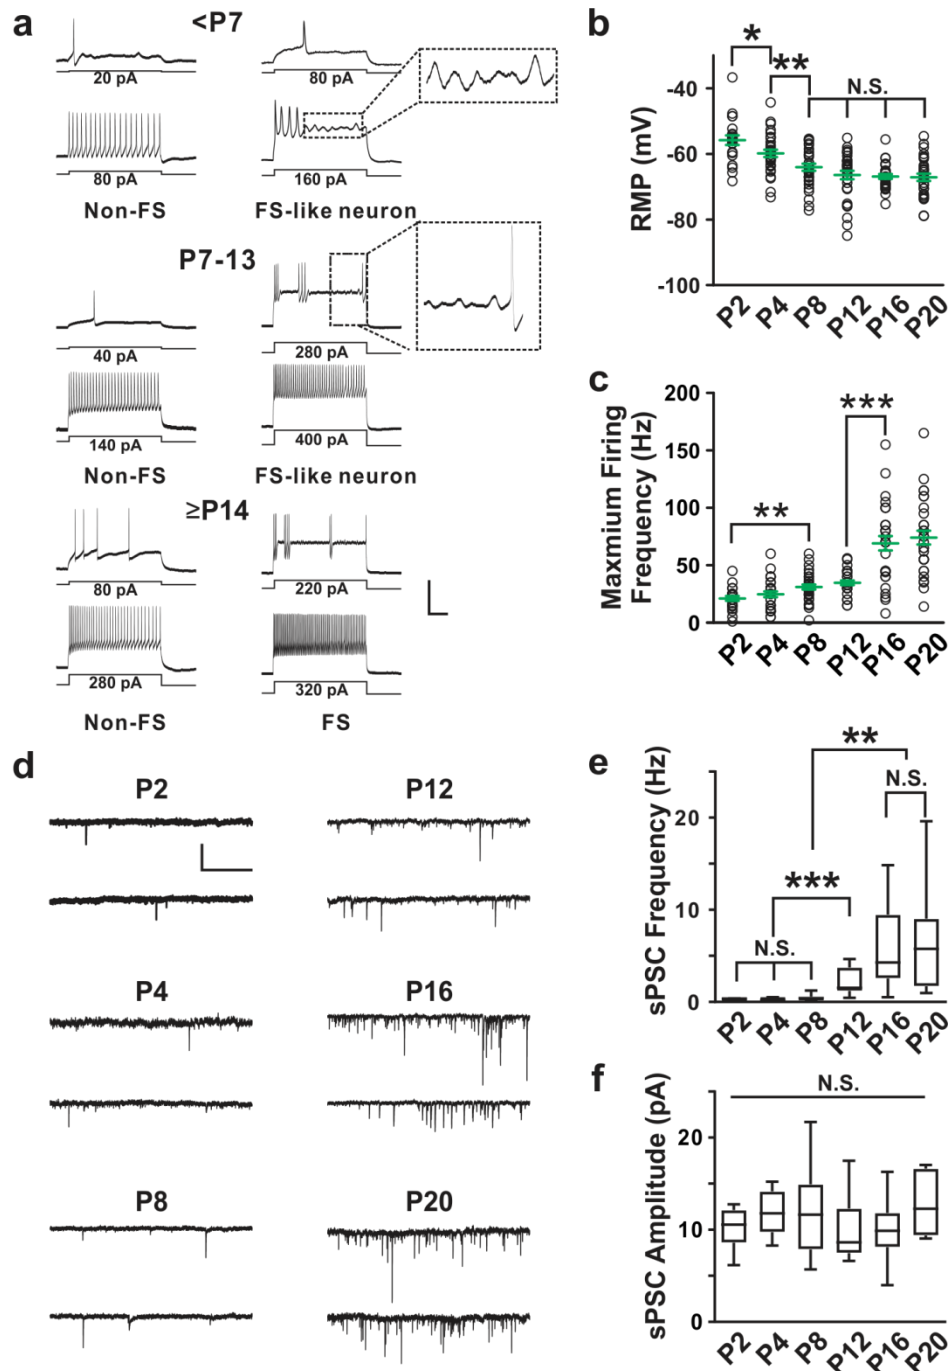 a
<P7
20 pA
80 pA
80 pA
160 pA
Non-FS
FS-like neuron
P7-13
40 pA
280 pA
140 pA
400 pA
Non-FS
FS-like neuron
≥P14
80 pA
220 pA
280 pA
320 pA
Non-FS
FS
b
*
**
N.S.
RMP (mV)
-40
-60
-80
-100
P2 P4 P8 P12 P16 P20
c
Maxmium Firing
Frequency (Hz)
200
150
100
50
0
***
**
P2 P4 P8 P12 P16 P20
d
P2
P12
P4
P16
P8
P20
e
**
N.S.
***
N.S.
sPSC Frequency (Hz)
20
10
0
P2 P4 P8 P12 P16 P20
f
N.S.
sPSC Amplitude (pA)
20
10
0
P2 P4 P8 P12 P16 P20